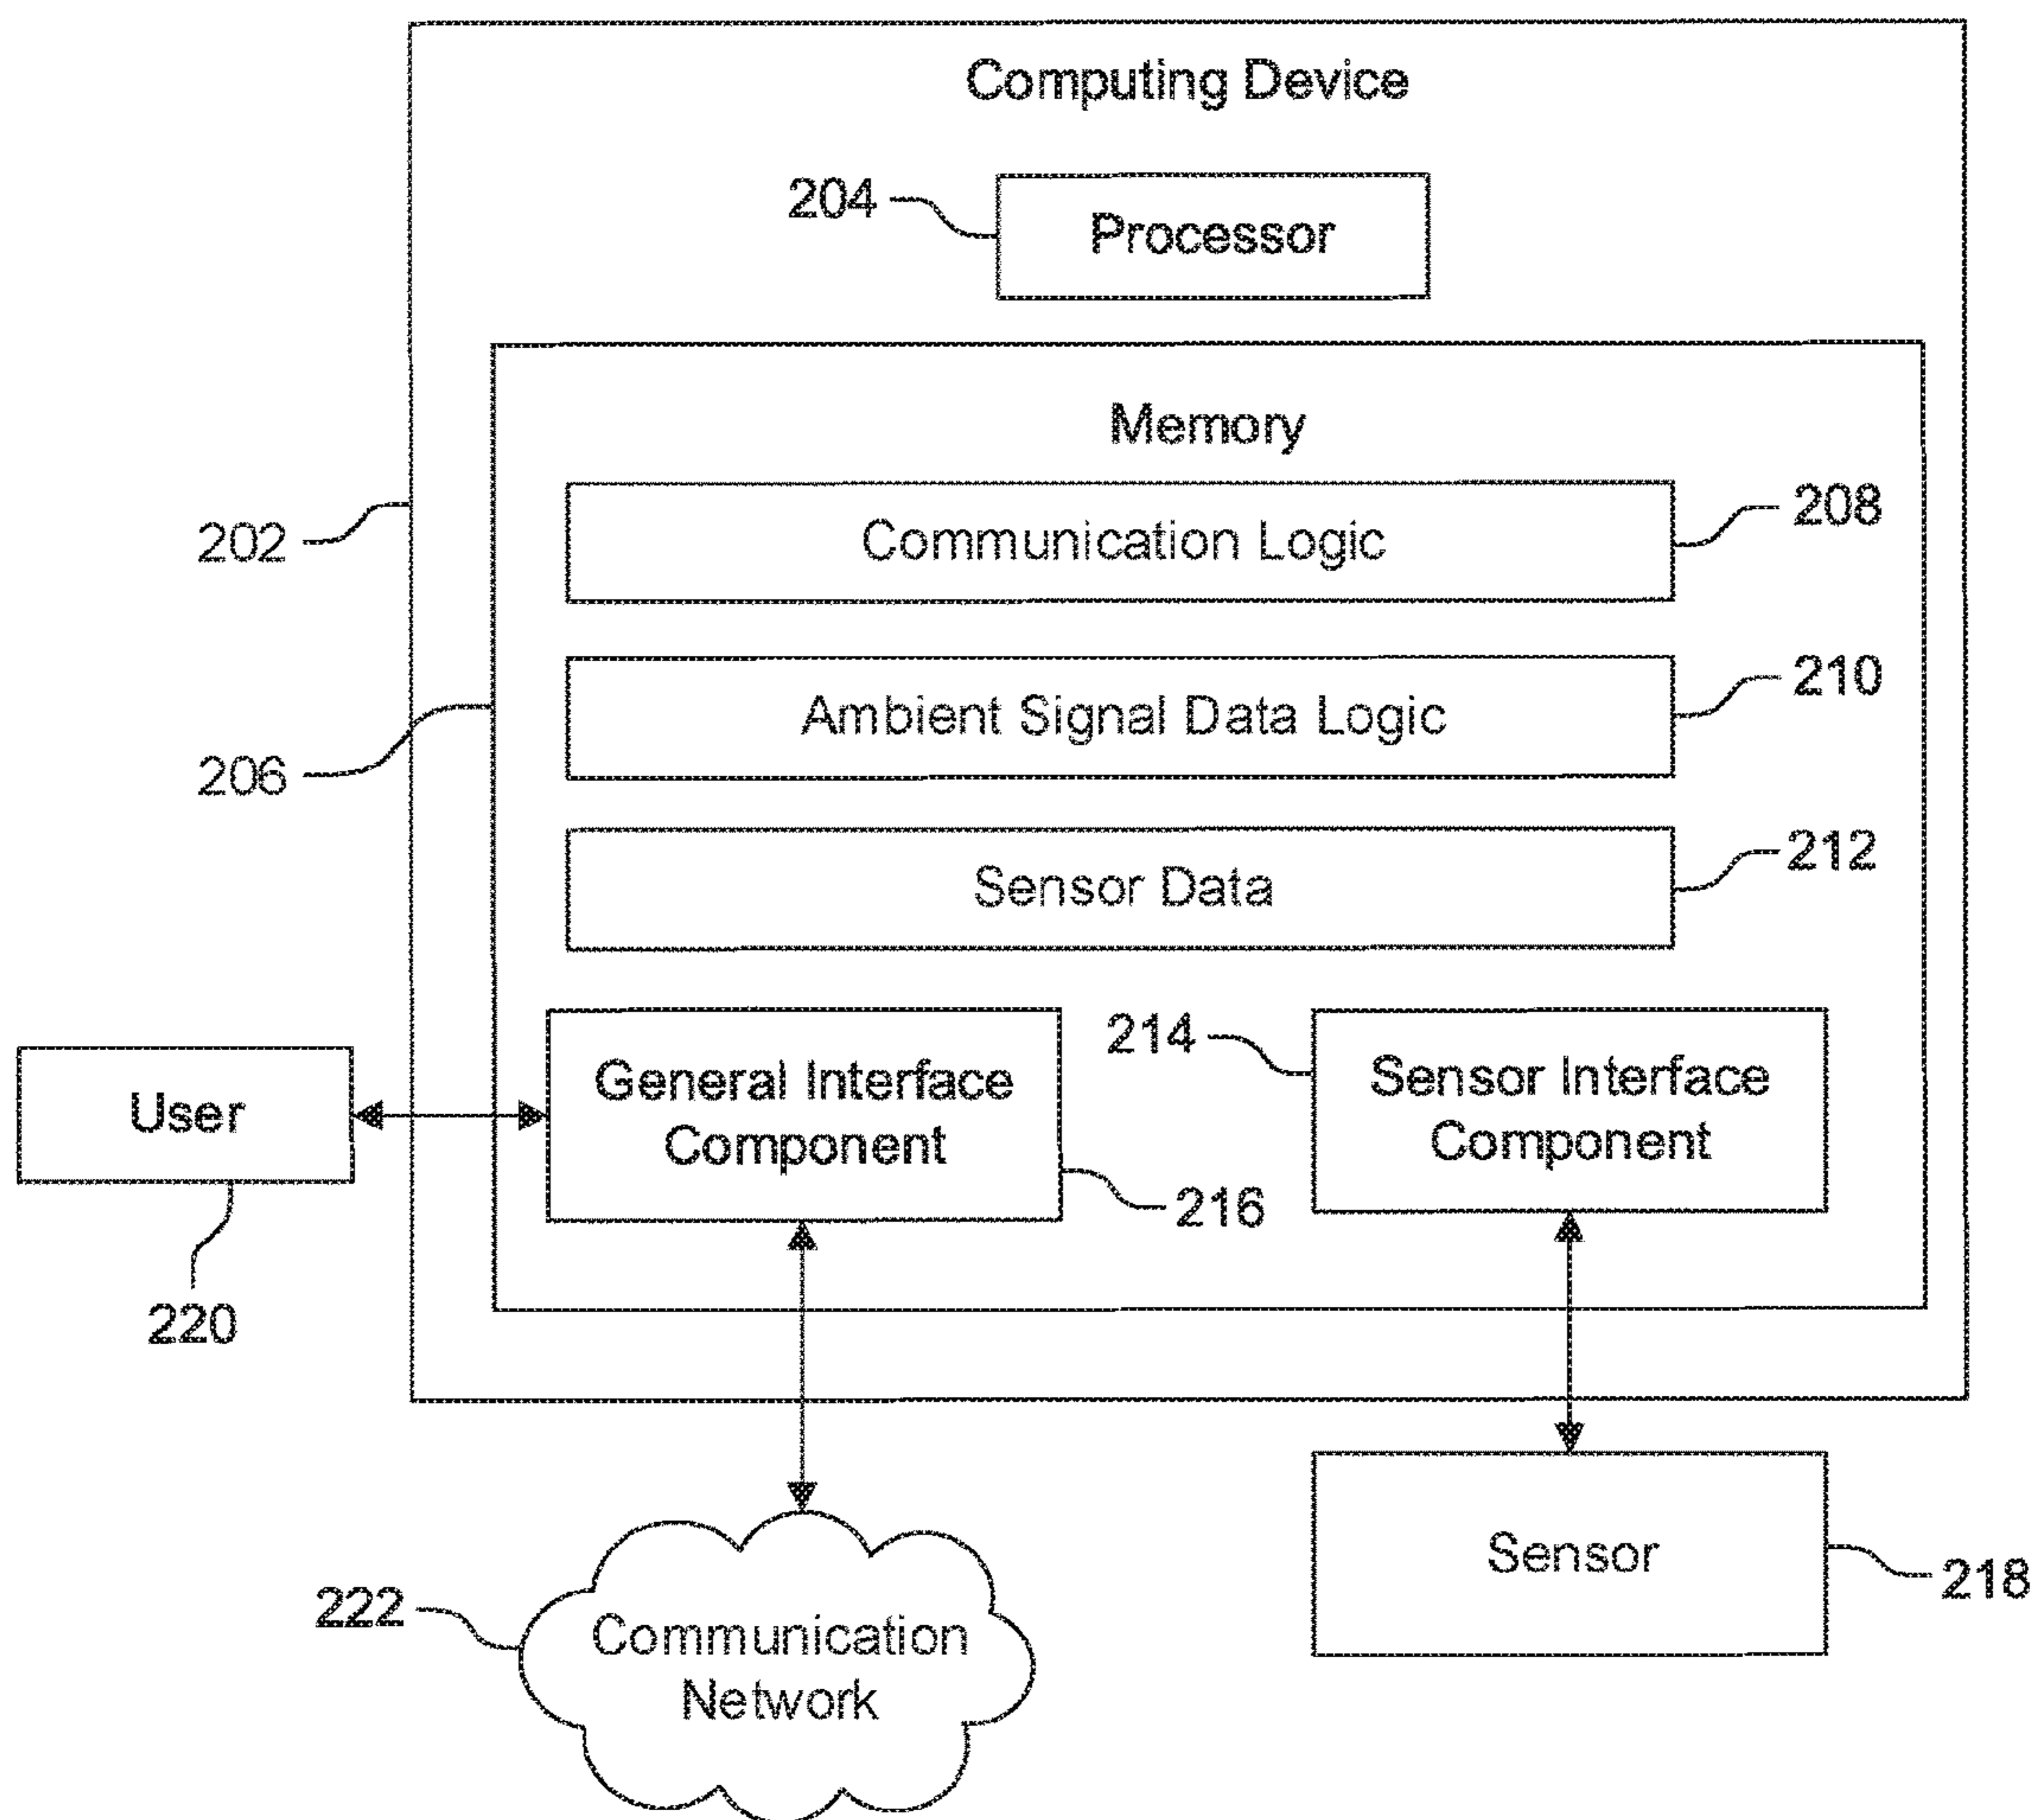 Computing Device
204
Processor
Memory
208
Communication Logic
202
210
Ambient Signal Data Logic
206
212
Sensor Data
214
General Interface
Component
Sensor Interface
Component
User
216
220
Sensor
218
222
Communication
Network